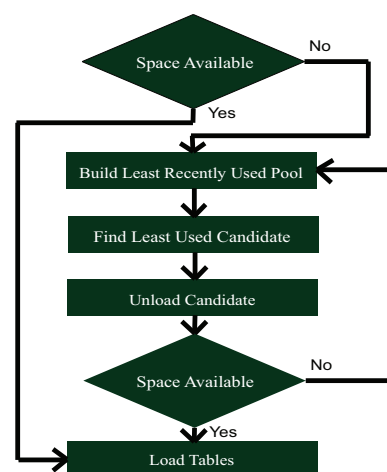 Space Available
No
Yes
Build Least Recently Used Pool
Find Least Used Candidate
Unload Candidate
Space Available
No
Yes
Load Tables